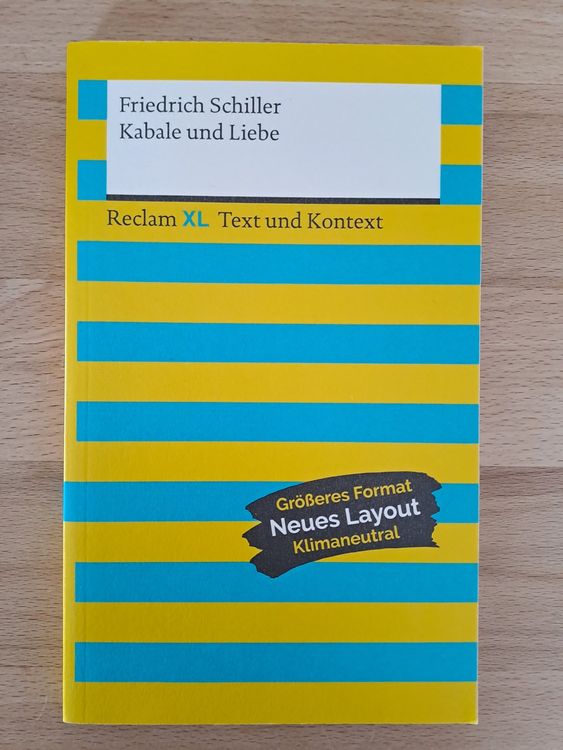 Friedrich Schiller
Kabale und Liebe
Reclam XL Text und Kontext
Größeres Format
Neues Layout
Klimaneutral